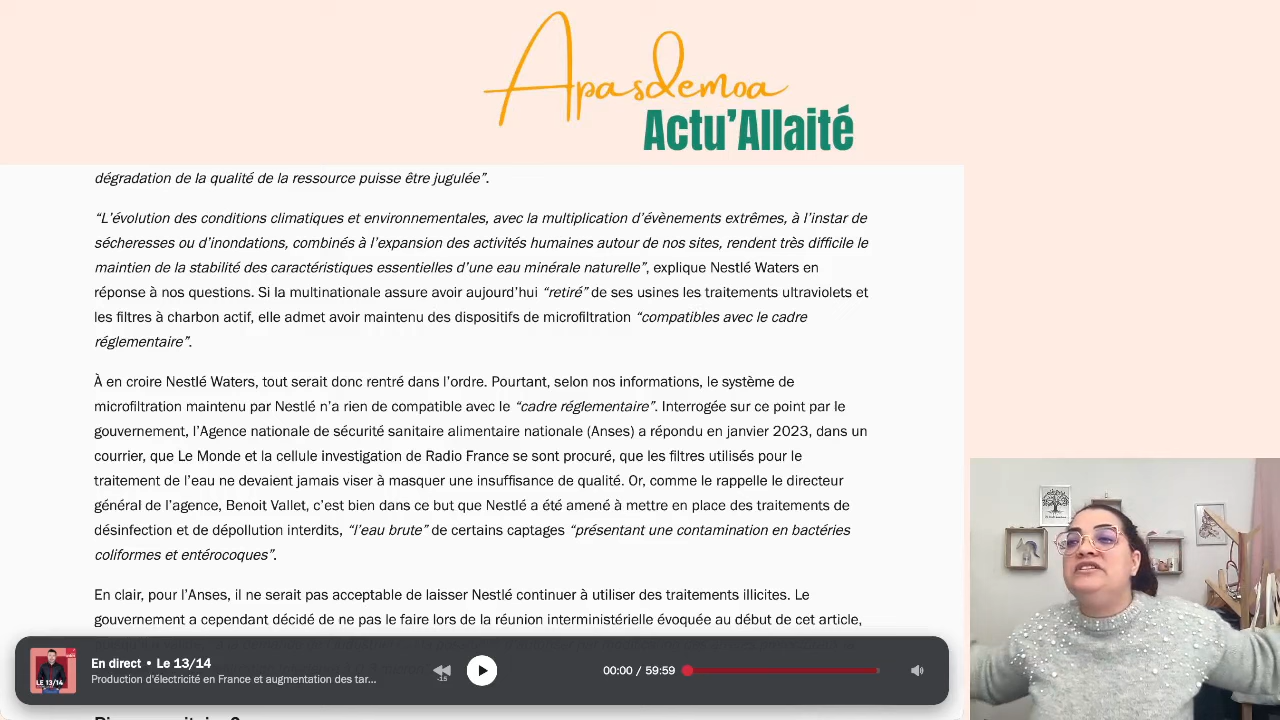 Apasdemoa
Actu'Allaité
dégradation de la qualité de la ressource puisse être jugulée”.
“L’évolution des conditions climatiques et environnementales, avec la multiplication d’évènements extrêmes, à l’instar de
sécheresses ou d’inondations, combinés à l’expansion des activités humaines autour de nos sites, rendent très difficile le
maintien de la stabilité des caractéristiques essentielles d’une eau minérale naturelle”, explique Nestlé Waters en
réponse à nos questions. Si la multinationale assure avoir aujourd’hui “retiré” de ses usines les traitements ultraviolets et
les filtres à charbon actif, elle admet avoir maintenu des dispositifs de microfiltration “compatibles avec le cadre
réglementaire”.
À en croire Nestlé Waters, tout serait donc rentré dans l’ordre. Pourtant, selon nos informations, le système de
microfiltration maintenu par Nestlé n’a rien de compatible avec le “cadre réglementaire”. Interrogée sur ce point par le
gouvernement, l’Agence nationale de sécurité sanitaire alimentaire nationale (Anses) a répondu en janvier 2023, dans un
courrier, que Le Monde et la cellule investigation de Radio France se sont procuré, que les filtres utilisés pour le
traitement de l’eau ne devaient jamais viser à masquer une insuffisance de qualité. Or, comme le rappelle le directeur
général de l’agence, Benoit Vallet, c’est bien dans ce but que Nestlé a été amené à mettre en place des traitements de
désinfection et de dépollution interdits, “l’eau brute” de certains captages “présentant une contamination en bactéries
coliformes et entérocoques”.
En clair, pour l’Anses, il ne serait pas acceptable de laisser Nestlé continuer à utiliser des traitements illicites. Le
gouvernement a cependant décidé de ne pas le faire lors de la réunion interministérielle évoquée au début de cet article,
LE 13/14
En direct • Le 13/14
Production d'électricité en France et augmentation des tar...
-15
00:00 / 59:59